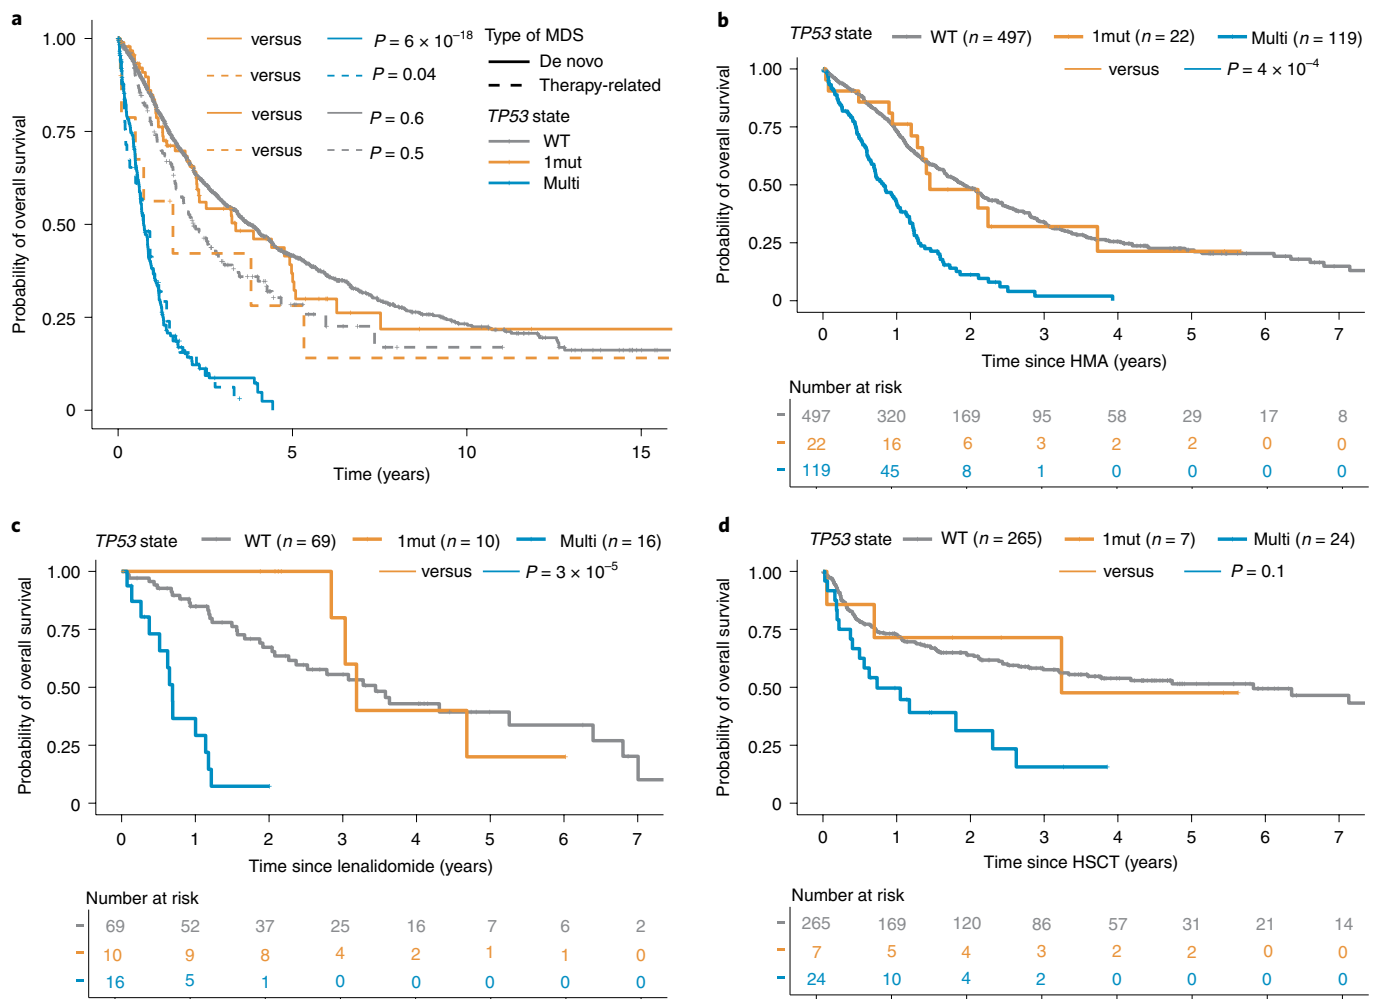 a
1.00
0.75
0.50
0.25
0
Probability of overall survival
versus P = 6 × 10⁻¹⁸
versus P = 0.04
versus P = 0.6
versus P = 0.5
Type of MDS
De novo
Therapy-related
TP53 state
WT
1mut
Multi
0 5 10 15
Time (years)
b
TP53 state WT (n = 497) 1mut (n = 22) Multi (n = 119)
versus P = 4 × 10⁻⁴
1.00
0.75
0.50
0.25
0
Probability of overall survival
0 1 2 3 4 5 6 7
Time since HMA (years)
Number at risk
497 320 169 95 58 29 17 8
22 16 6 3 2 2 0 0
119 45 8 1 0 0 0 0
c
TP53 state WT (n = 69) 1mut (n = 10) Multi (n = 16)
versus P = 3 × 10⁻⁵
1.00
0.75
0.50
0.25
0
Probability of overall survival
0 1 2 3 4 5 6 7
Time since lenalidomide (years)
Number at risk
69 52 37 25 16 7 6 2
10 9 8 4 2 1 1 0
16 5 1 0 0 0 0 0
d
TP53 state WT (n = 265) 1mut (n = 7) Multi (n = 24)
versus P = 0.1
1.00
0.75
0.50
0.25
0
Probability of overall survival
0 1 2 3 4 5 6 7
Time since HSCT (years)
Number at risk
265 169 120 86 57 31 21 14
7 5 4 3 2 2 0 0
24 10 4 2 0 0 0 0